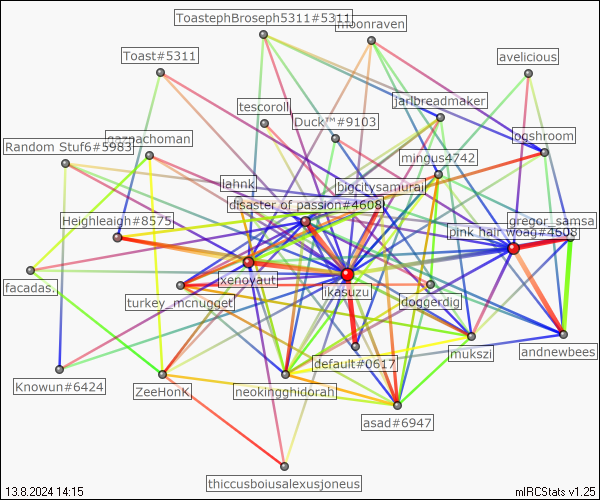 ToastephBroseph5311#5311
moonraven
Toast#5311
avelicious
tescoroll
jarlbreadmaker
Duck™#9103
ogshroom
gaznachoman
Random Stuf6#5983
mingus4742
lahnk
bigcitysamurai
disaster of passion#4608
Heighleaigh#8575
gregor_samsa
pink hair woag#4508
xenoyaut
facadas.
ikasuzu
doggerdig
turkey_mcnugget
default#0617
mukszi
andnewbees
Knowun#6424
ZeeHonK
neokingghidorah
asad#6947
thiccusboiusalexusjoneus
13.8.2024 14:15
mIRCStats v1.25